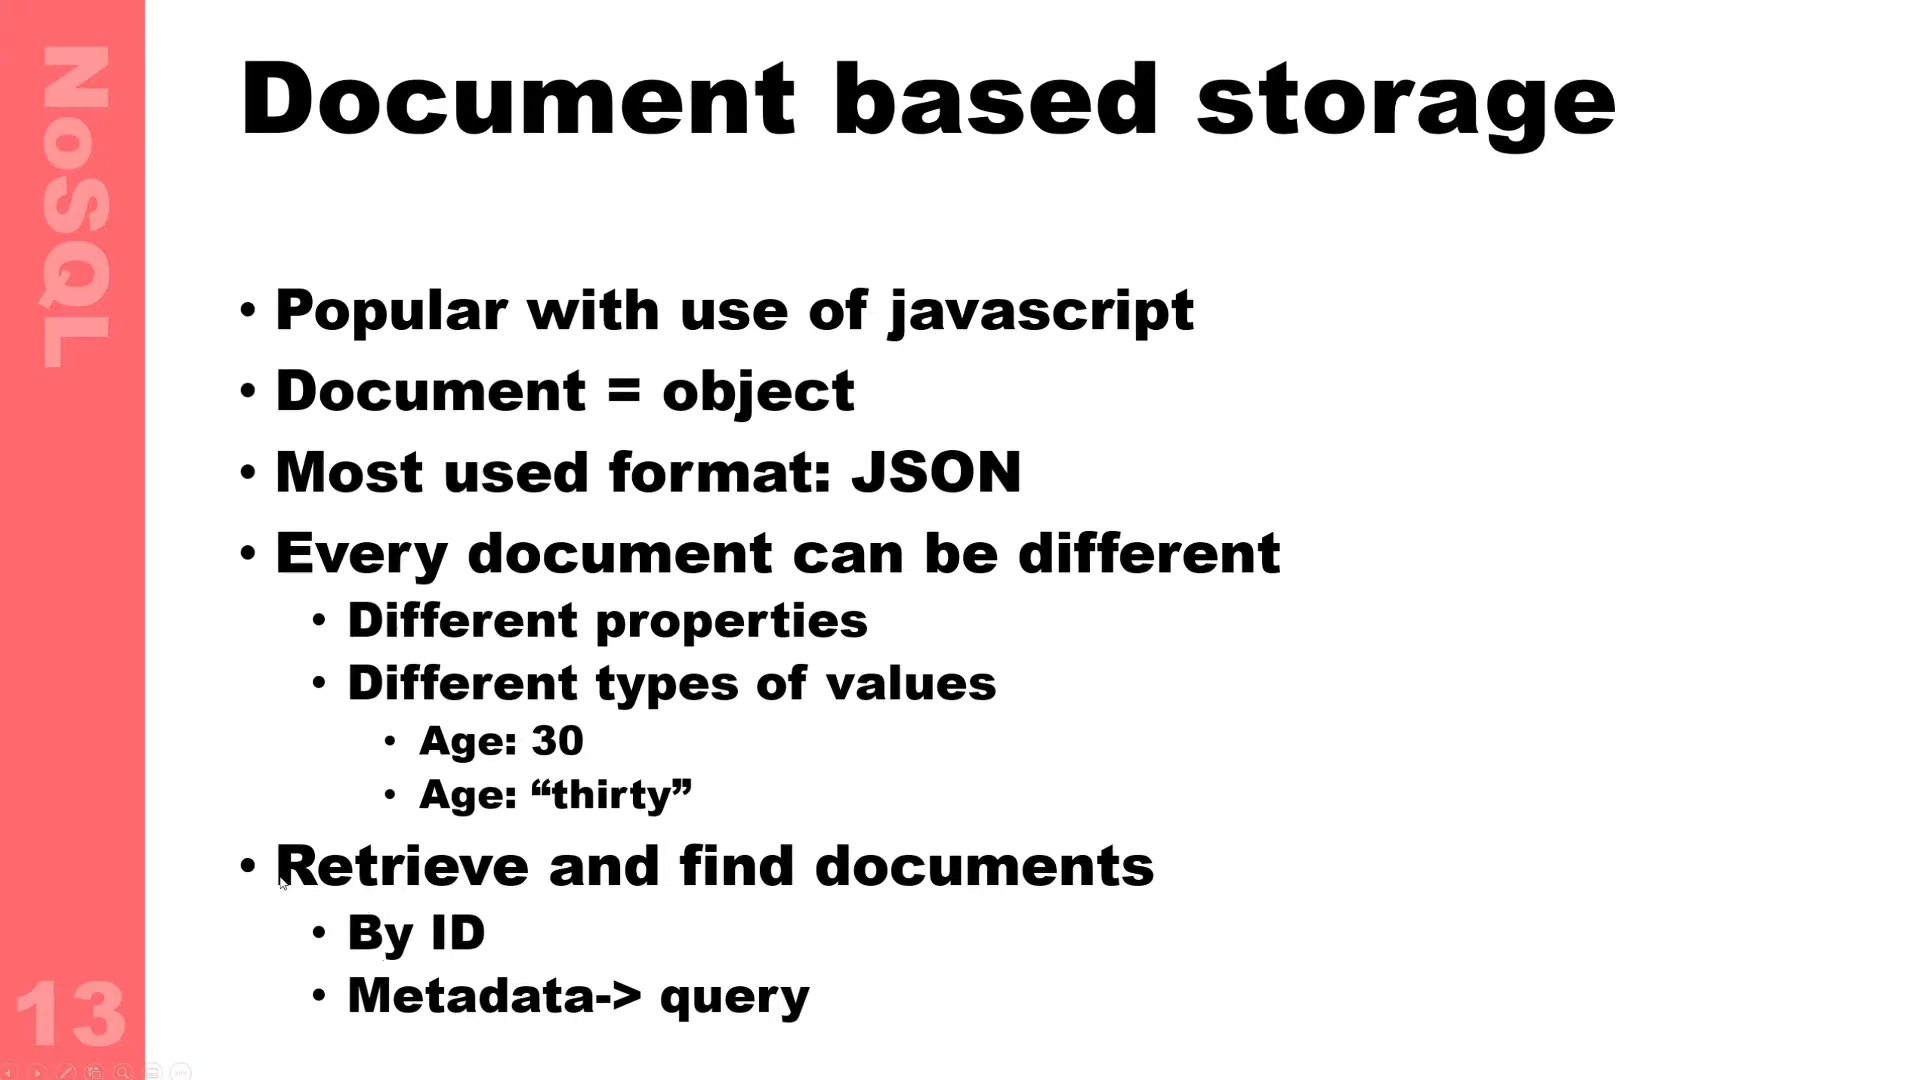 NoSQL
Document based storage
• Popular with use of javascript
• Document = object
• Most used format: JSON
• Every document can be different
• Different properties
• Different types of values
• Age: 30
• Age: “thirty”
• Retrieve and find documents
• By ID
• Metadata-> query
13